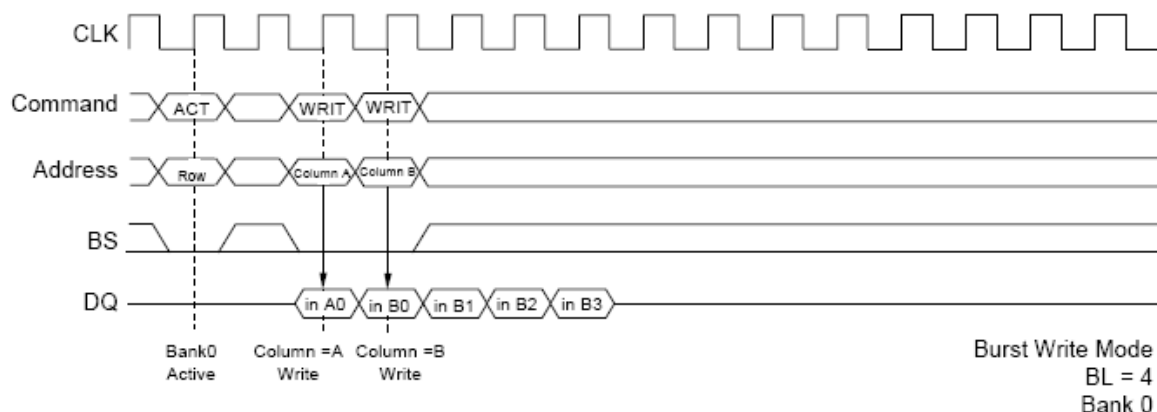 CLK
Command ACT WRIT WRIT
Address Row Column A Column B
BS
DQ in A0 in B0 in B1 in B2 in B3
Bank0 Column =A Column =B
Active Write Write
Burst Write Mode
BL = 4
Bank 0